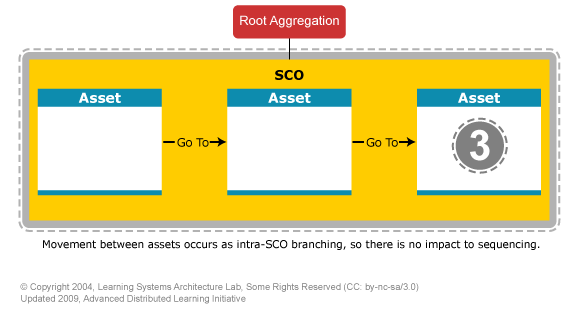 Root Aggregation
SCO
Asset
Asset
Asset
Go To
Go To
3
Movement between assets occurs as intra-SCO branching, so there is no impact to sequencing.
© Copyright 2004, Learning Systems Architecture Lab, Some Rights Reserved (CC: by-nc-sa/3.0)
Updated 2009, Advanced Distributed Learning Initiative